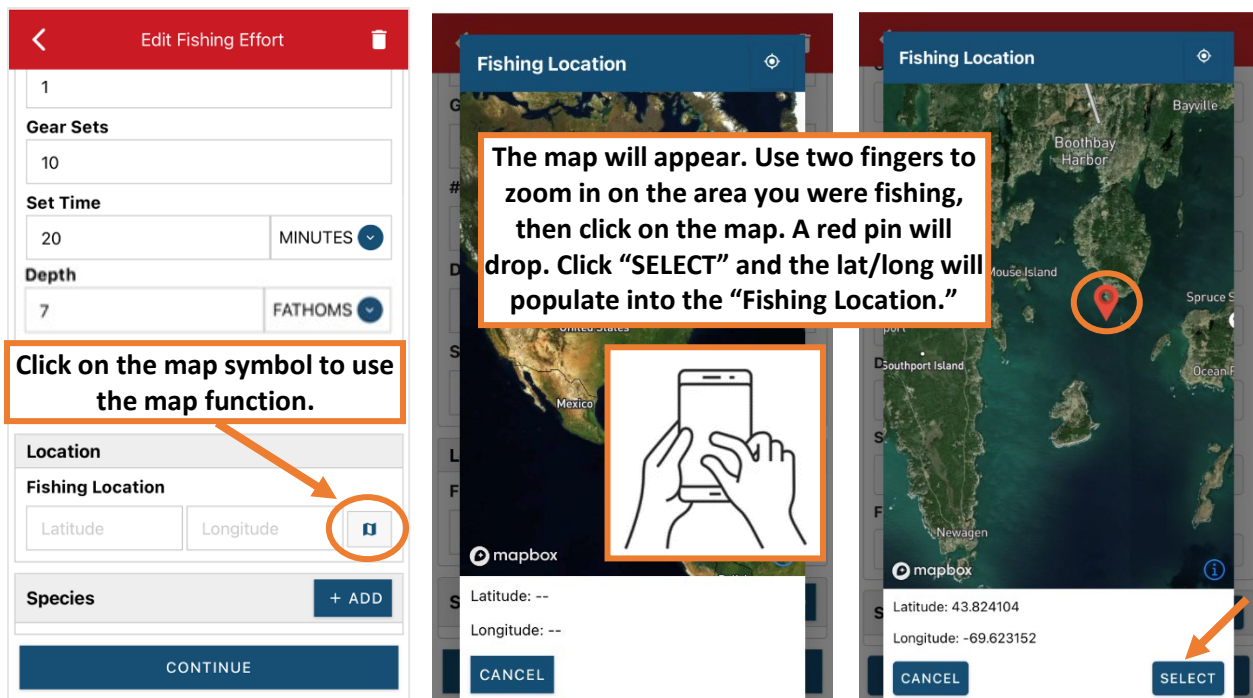 Edit Fishing Effort
1
Gear Sets
10
Set Time
20
MINUTES
Depth
7
FATHOMS
Click on the map symbol to use
the map function.
Location
Fishing Location
Latitude
Longitude
Species
+ ADD
CONTINUE
Fishing Location
The map will appear. Use two fingers to
zoom in on the area you were fishing,
then click on the map. A red pin will
drop. Click “SELECT” and the lat/long will
populate into the “Fishing Location.”
United States
Mexico
mapbox
Latitude: --
Longitude: --
CANCEL
Fishing Location
Bayville
Boothbay
Harbor
Mouse Island
Spruce
Southport Island
Ocean
Newagen
mapbox
Latitude: 43.824104
Longitude: -69.623152
CANCEL
SELECT